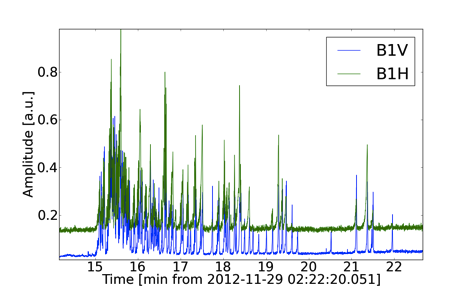 B1V
B1H
0.8
0.6
0.4
0.2
Amplitude [a.u.]
15 16 17 18 19 20 21 22
Time [min from 2012-11-29 02:22:20.051]